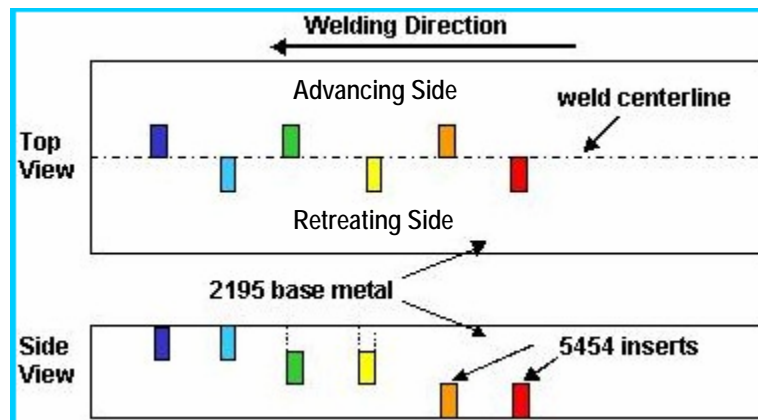 Welding Direction
Advancing Side
weld centerline
Top
View
Retreating Side
2195 base metal
Side
View
5454 inserts